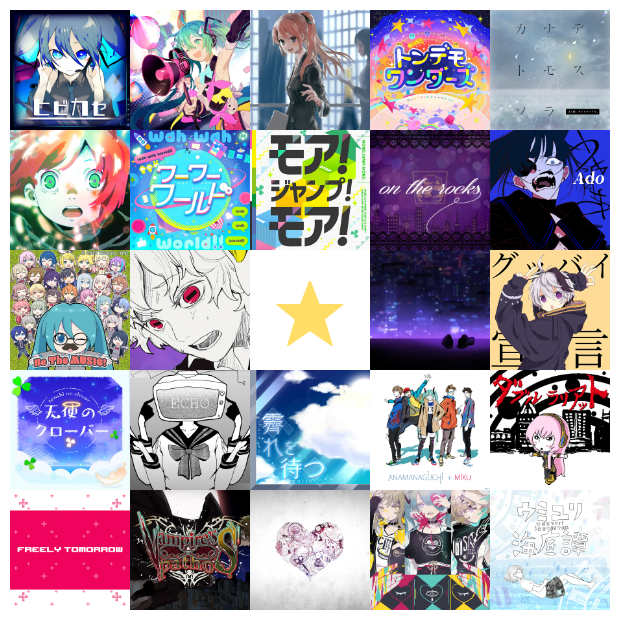 ヒビカセ
トンデモ
ワンダーズ
カナデ
トモス
ソラ
wah wah
ワーワー
ワールド
world!!
モア!
ジャンプ!
モア!
on the rocks
Ado
Be The MUSIC!
グッバイ
宣言
天使の
クローバー
ECHO
霽
れを
待つ
ANAMANAGUCHI + MIKU
ダブルラリアット
FREELY TOMORROW
Vampire's
pathoS
ウミユリ
海底譚